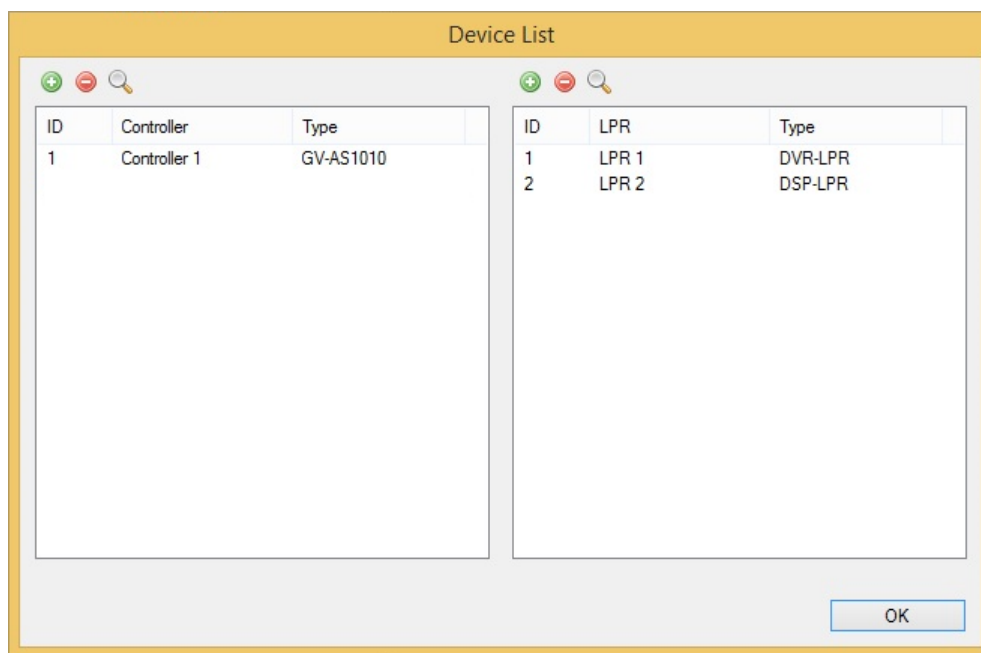 Device List
ID Controller Type
1 Controller 1 GV-AS1010
ID LPR Type
1 LPR 1 DVR-LPR
2 LPR 2 DSP-LPR
OK